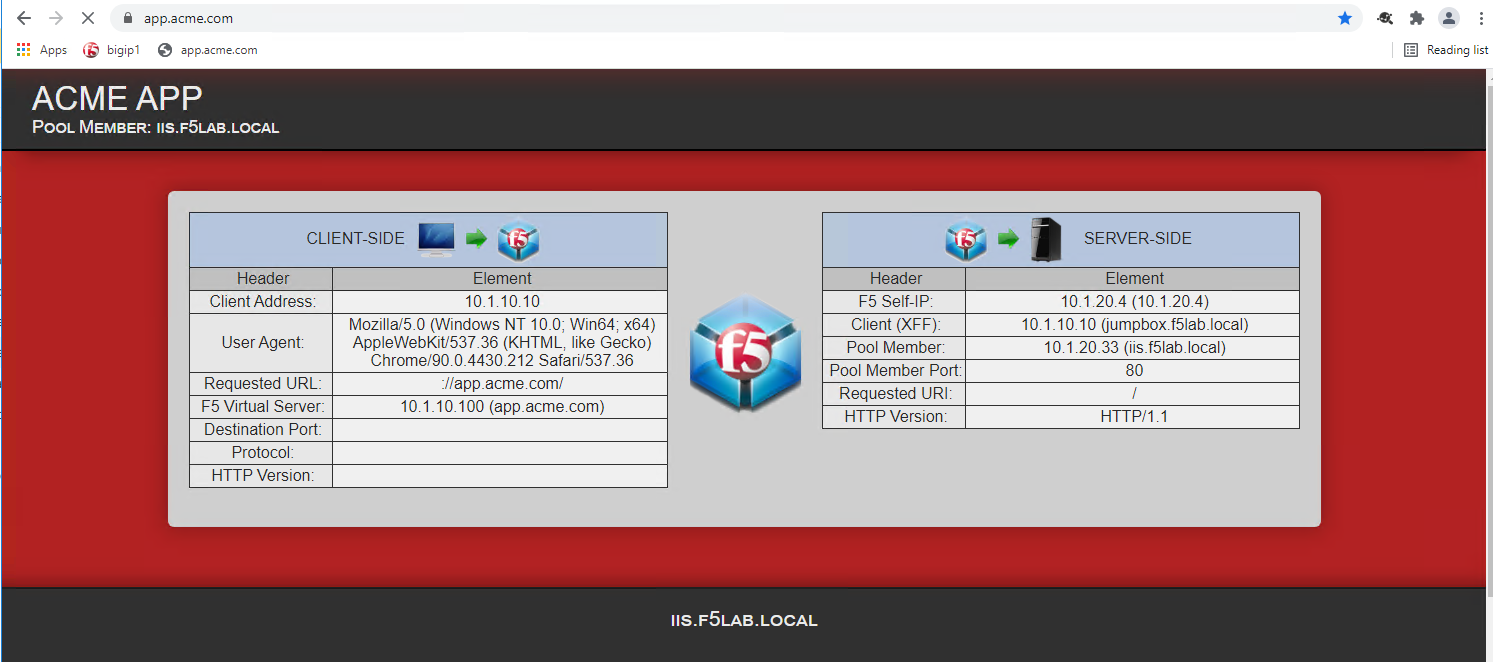 app.acme.com
Apps bigip1 app.acme.com Reading list
ACME APP
POOL MEMBER: IIS.F5LAB.LOCAL
CLIENT-SIDE f5
Header Element
Client Address: 10.1.10.10
User Agent: Mozilla/5.0 (Windows NT 10.0; Win64; x64)
AppleWebKit/537.36 (KHTML, like Gecko)
Chrome/90.0.4430.212 Safari/537.36
Requested URL: ://app.acme.com/
F5 Virtual Server: 10.1.10.100 (app.acme.com)
Destination Port:
Protocol:
HTTP Version:
f5
f5 SERVER-SIDE
Header Element
F5 Self-IP: 10.1.20.4 (10.1.20.4)
Client (XFF): 10.1.10.10 (jumpbox.f5lab.local)
Pool Member: 10.1.20.33 (iis.f5lab.local)
Pool Member Port: 80
Requested URI: /
HTTP Version: HTTP/1.1
IIS.F5LAB.LOCAL